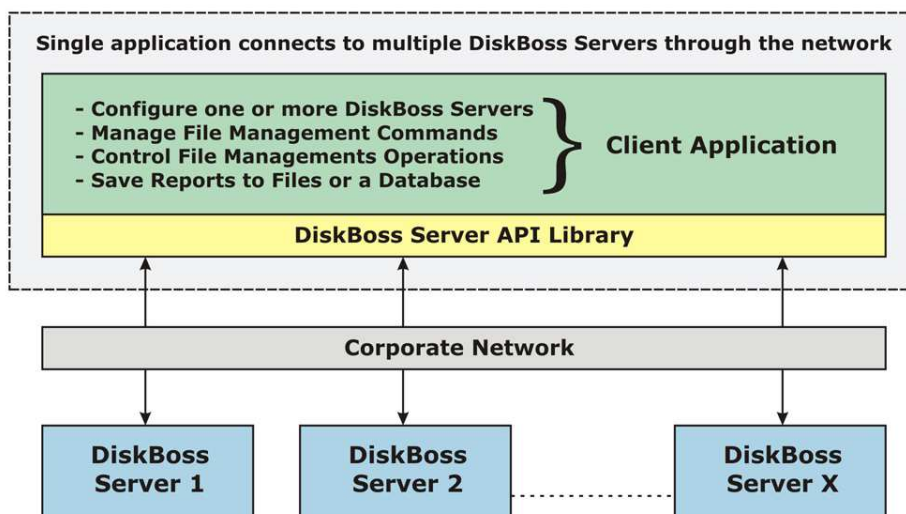 Single application connects to multiple DiskBoss Servers through the network
- Configure one or more DiskBoss Servers
- Manage File Management Commands
- Control File Managements Operations
- Save Reports to Files or a Database
}
Client Application
DiskBoss Server API Library
Corporate Network
DiskBoss
Server 1
DiskBoss
Server 2
DiskBoss
Server X